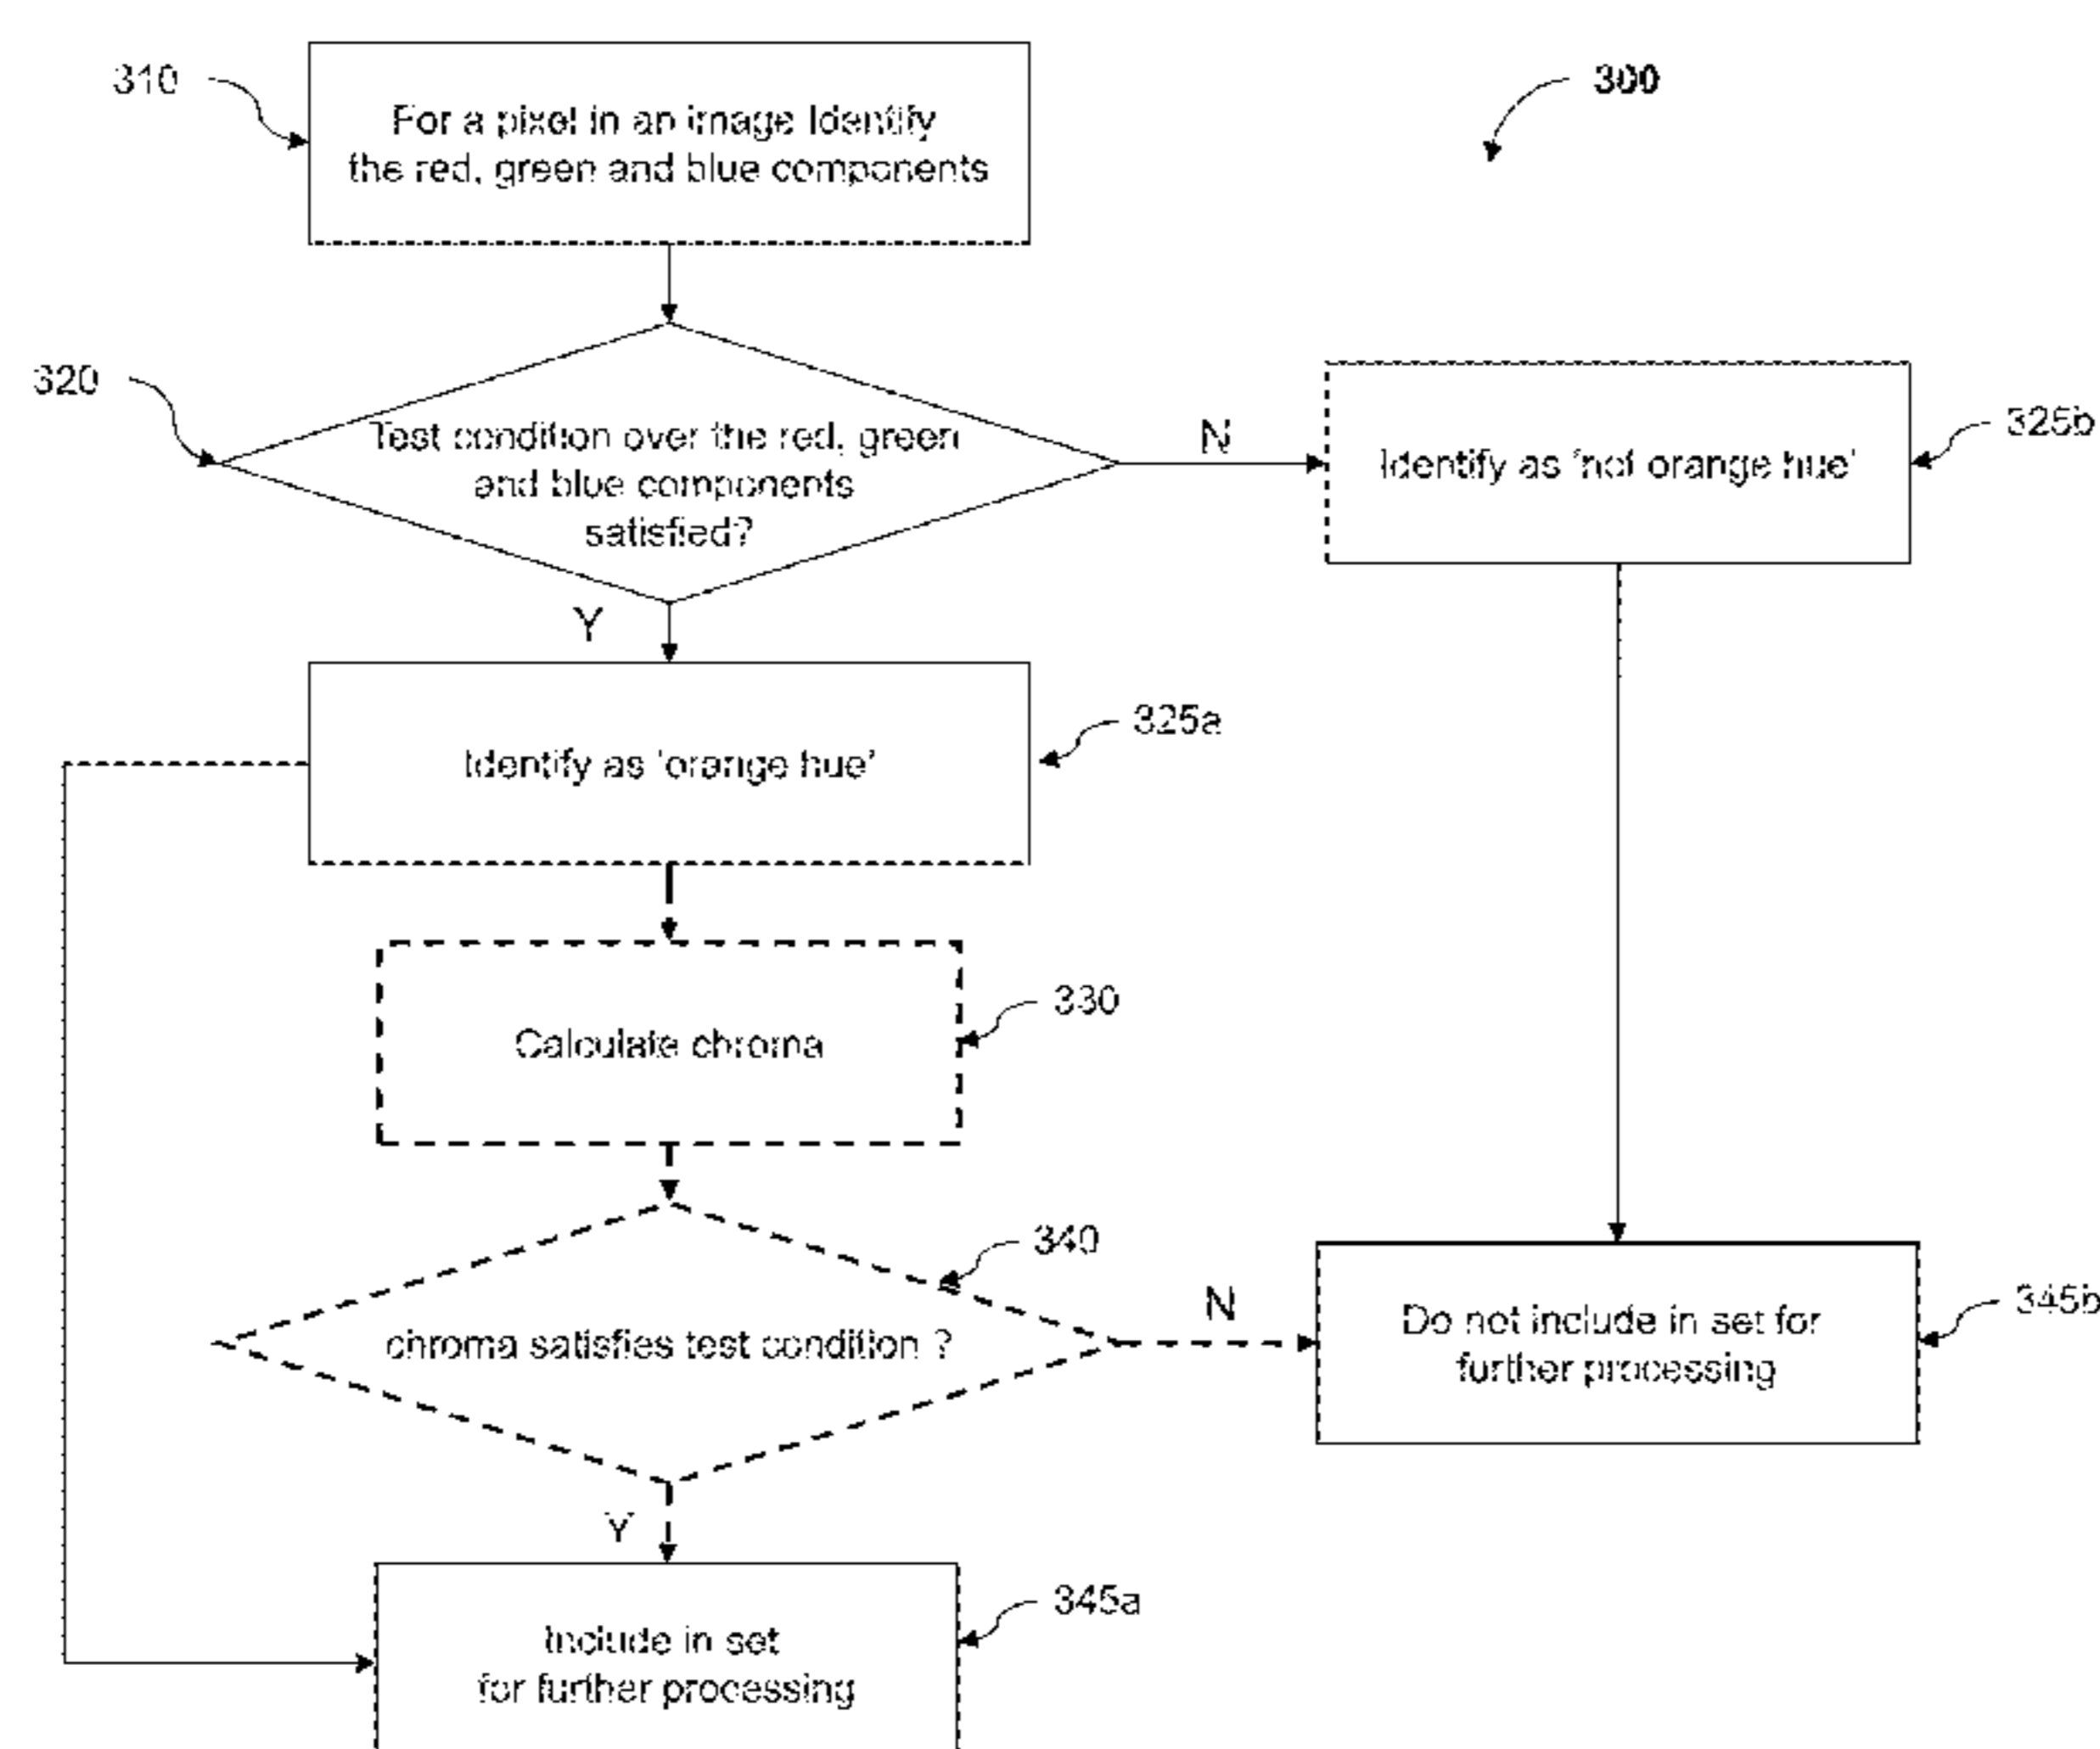 310
300
For a pixel in an image Identify
the red, green and blue components
320
Test condition over the red, green
and blue components
satisfied?
N
Identify as 'not orange hue'
325b
Y
325a
Identify as 'orange hue'
330
Calculate chroma
340
chroma satisfies test condition ?
N
Do not include in set for
further processing
345b
Y
345a
Include in set
for further processing